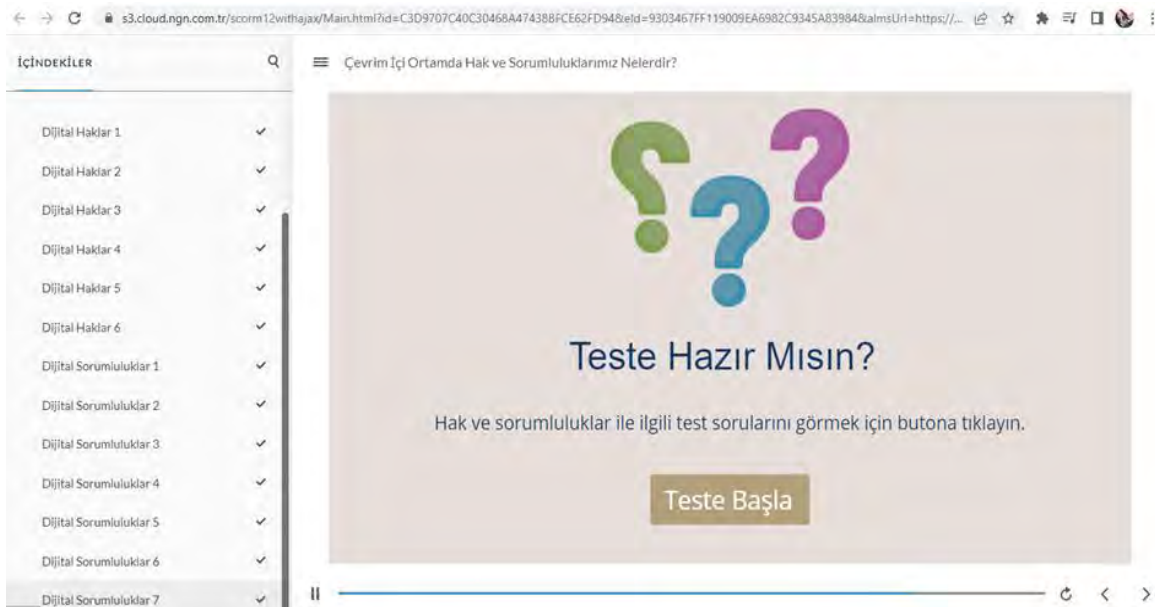 s3.cloud.ngn.com.tr/scorm12withajax/Main.html?id=C3D9707C40C30468A474388FCE62FD94&eId=9303467FF119009EA6982C9345A83984&almsUrl=https://...
İÇİNDEKİLER
Çevrim İçi Ortamda Hak ve Sorumluluklarımız Nelerdir?
Dijital Haklar 1
Dijital Haklar 2
Dijital Haklar 3
Dijital Haklar 4
Dijital Haklar 5
Dijital Haklar 6
Dijital Sorumluluklar 1
Dijital Sorumluluklar 2
Dijital Sorumluluklar 3
Dijital Sorumluluklar 4
Dijital Sorumluluklar 5
Dijital Sorumluluklar 6
Dijital Sorumluluklar 7
???
Teste Hazır Mısın?
Hak ve sorumluluklar ile ilgili test sorularını görmek için butona tıklayın.
Teste Başla